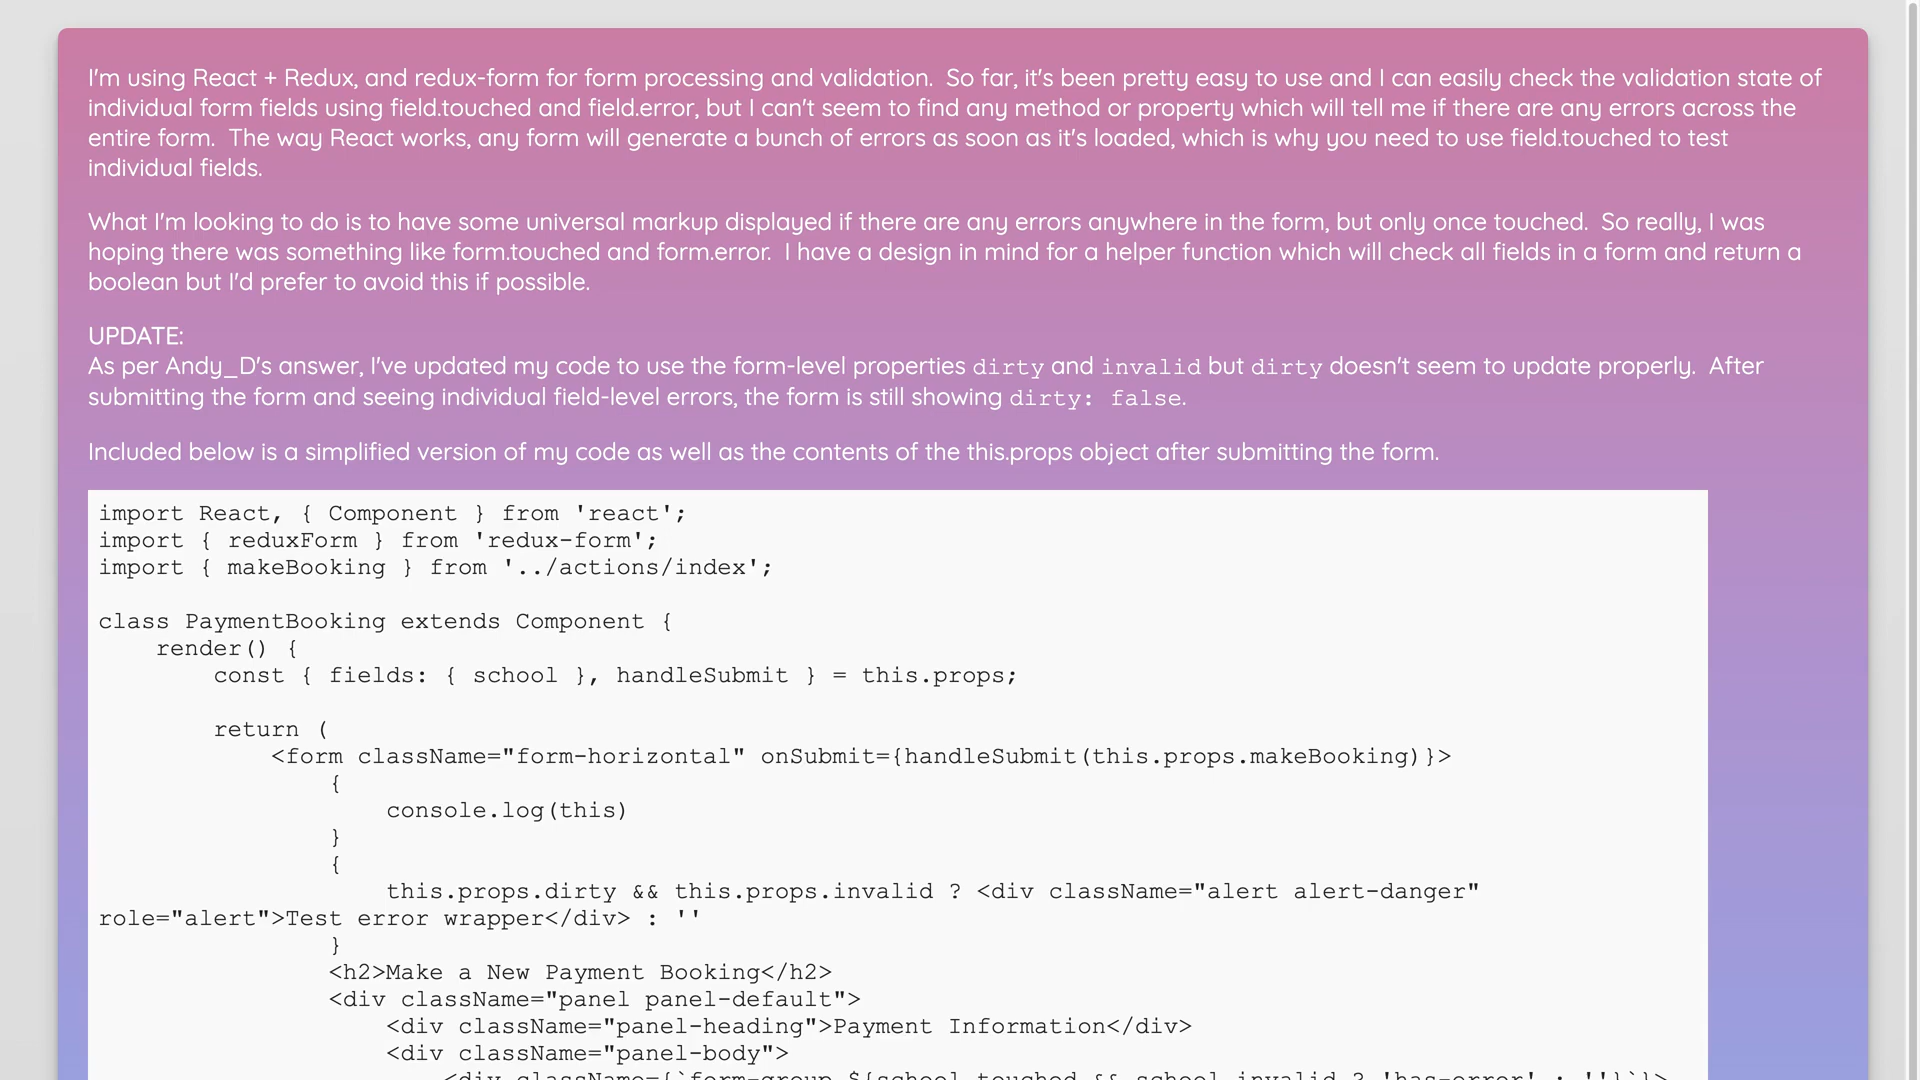 I'm using React + Redux, and redux-form for form processing and validation.  So far, it's been pretty easy to use and I can easily check the validation state of
individual form fields using field.touched and field.error, but I can't seem to find any method or property which will tell me if there are any errors across the
entire form.  The way React works, any form will generate a bunch of errors as soon as it's loaded, which is why you need to use field.touched to test
individual fields.
What I'm looking to do is to have some universal markup displayed if there are any errors anywhere in the form, but only once touched.  So really, I was
hoping there was something like form.touched and form.error.  I have a design in mind for a helper function which will check all fields in a form and return a
boolean but I'd prefer to avoid this if possible.
UPDATE:
As per Andy_D's answer, I've updated my code to use the form-level properties dirty and invalid but dirty doesn't seem to update properly.  After
submitting the form and seeing individual field-level errors, the form is still showing dirty: false.
Included below is a simplified version of my code as well as the contents of the this.props object after submitting the form.
import React, { Component } from 'react';
import { reduxForm } from 'redux-form';
import { makeBooking } from '../actions/index';
class PaymentBooking extends Component {
    render() {
        const { fields: { school }, handleSubmit } = this.props;
        return (
            <form className="form-horizontal" onSubmit={handleSubmit(this.props.makeBooking)}>
                {
                    console.log(this)
                }
                {
                    this.props.dirty && this.props.invalid ? <div className="alert alert-danger"
role="alert">Test error wrapper</div> : ''
                }
                <h2>Make a New Payment Booking</h2>
                <div className="panel panel-default">
                    <div className="panel-heading">Payment Information</div>
                    <div className="panel-body">
                        <div className={`form-group ${school.touched && school.invalid ? 'has-error' : ''}`}>